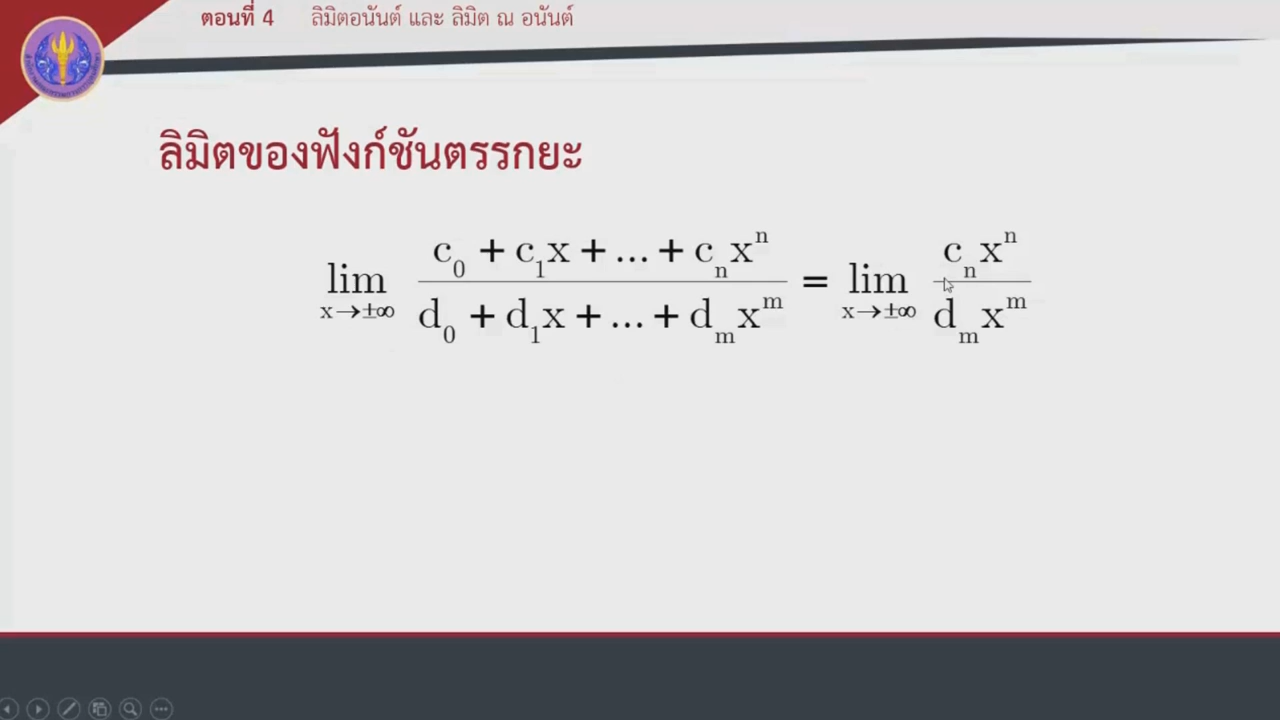 ตอนที่ 4 ลิมิตอนันต์ และ ลิมิต ณ อนันต์
ลิมิตของฟังก์ชันตรรกยะ
lim x→±∞ (c₀ + c₁x + ... + cₙxⁿ) / (d₀ + d₁x + ... + dₘxᵐ) = lim x→±∞ cₙxⁿ / dₘxᵐ